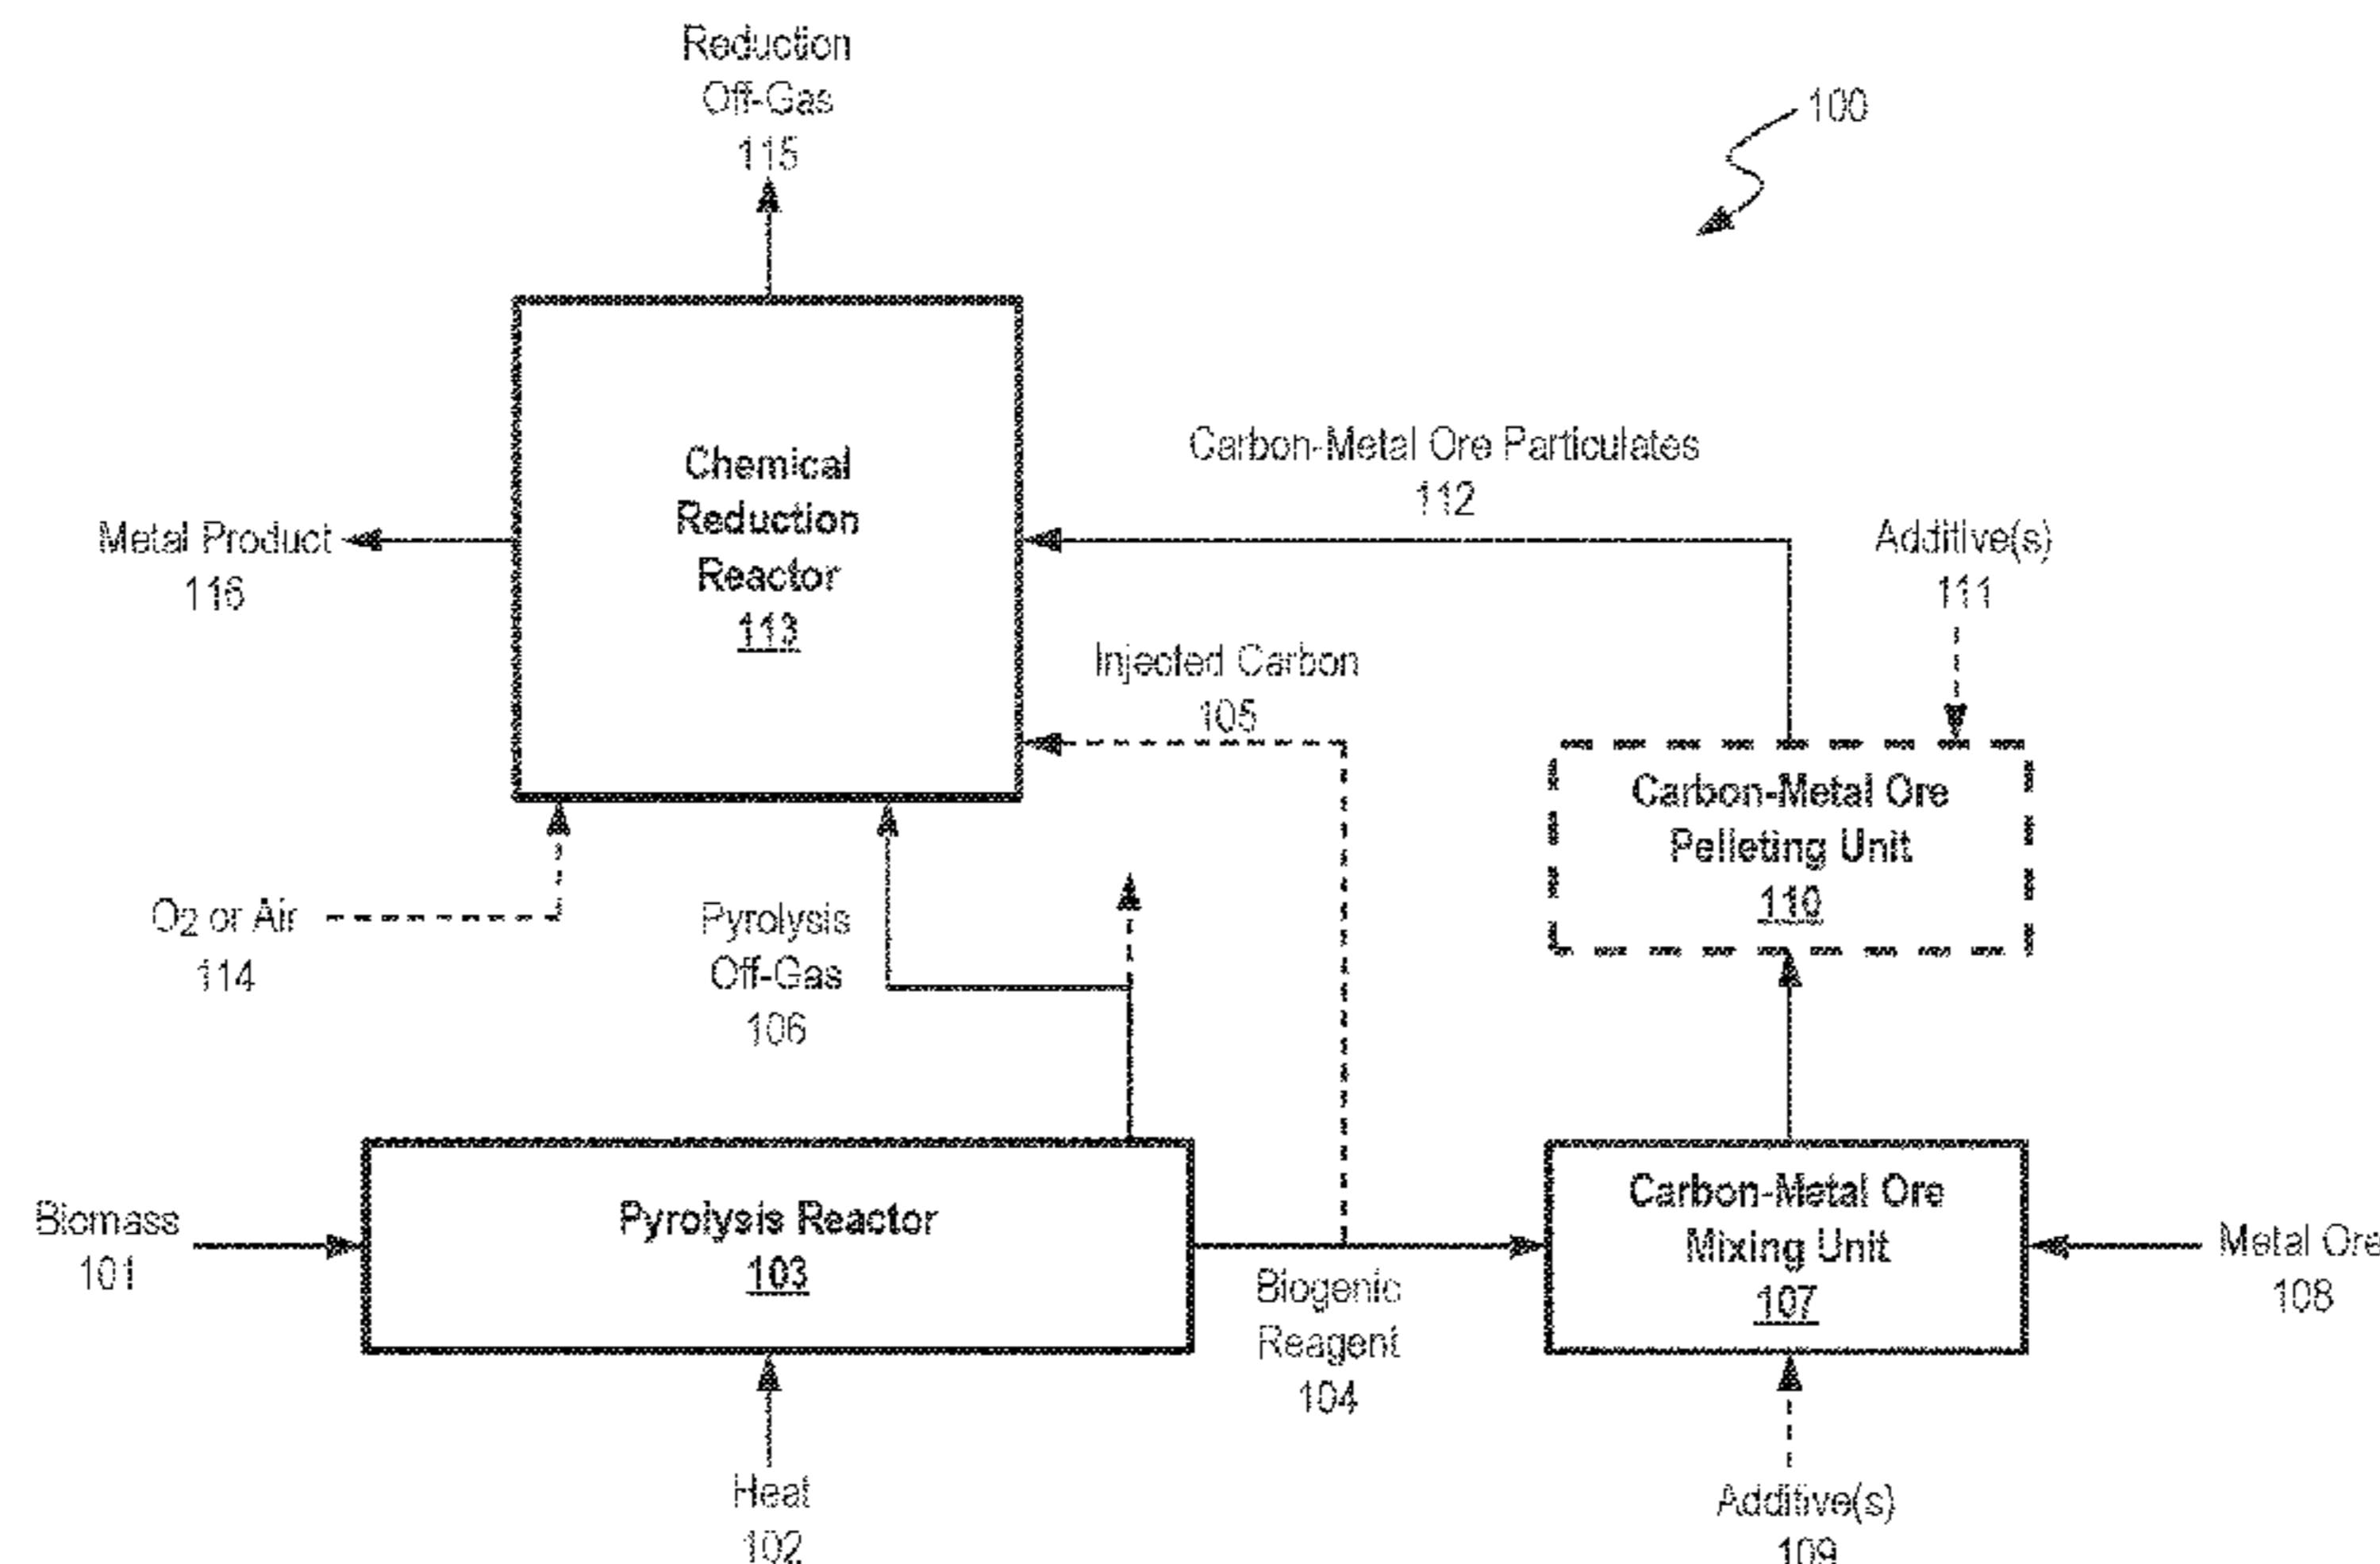 Reduction
Off-Gas
115
100
Chemical
Reduction
Reactor
113
Carbon-Metal Ore Particulates
112
Metal Product
116
Additive(s)
111
Injected Carbon
105
Carbon-Metal Ore
Pelleting Unit
110
O2 or Air
114
Pyrolysis
Off-Gas
106
Biomass
101
Pyrolysis Reactor
103
Biogenic
Reagent
104
Carbon-Metal Ore
Mixing Unit
107
Metal Ore
108
Heat
102
Additive(s)
109